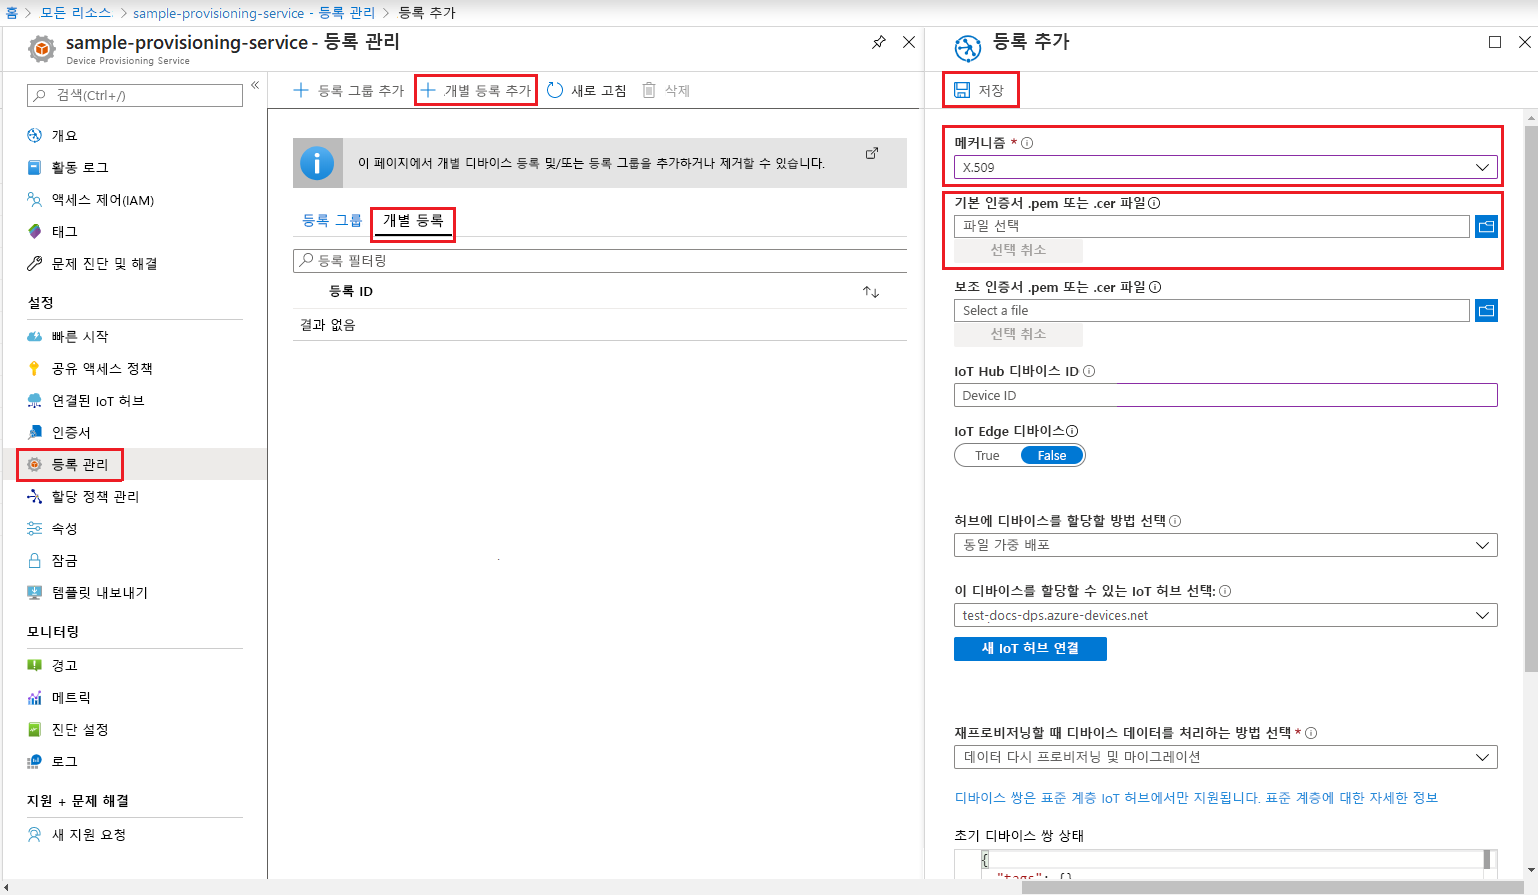 홈 > 모든 리소스 > sample-provisioning-service - 등록 관리 > 등록 추가
sample-provisioning-service - 등록 관리
Device Provisioning Service
검색(Ctrl+/)
개요
활동 로그
액세스 제어(IAM)
태그
문제 진단 및 해결
설정
빠른 시작
공유 액세스 정책
연결된 IoT 허브
인증서
등록 관리
할당 정책 관리
속성
잠금
템플릿 내보내기
모니터링
경고
메트릭
진단 설정
로그
지원 + 문제 해결
새 지원 요청
등록 그룹 추가
개별 등록 추가
새로 고침
삭제
이 페이지에서 개별 디바이스 등록 및/또는 등록 그룹을 추가하거나 제거할 수 있습니다.
등록 그룹
개별 등록
등록 필터링
등록 ID
결과 없음
등록 추가
저장
메커니즘 *
X.509
기본 인증서 .pem 또는 .cer 파일
파일 선택
선택 취소
보조 인증서 .pem 또는 .cer 파일
Select a file
선택 취소
IoT Hub 디바이스 ID
Device ID
IoT Edge 디바이스
True False
허브에 디바이스를 할당할 방법 선택
동일 가중 배포
이 디바이스를 할당할 수 있는 IoT 허브 선택:
test-docs-dps.azure-devices.net
새 IoT 허브 연결
재프로비저닝할 때 디바이스 데이터를 처리하는 방법 선택 *
데이터 다시 프로비저닝 및 마이그레이션
디바이스 쌍은 표준 계층 IoT 허브에서만 지원됩니다. 표준 계층에 대한 자세한 정보
초기 디바이스 쌍 상태
{
"tags": {}